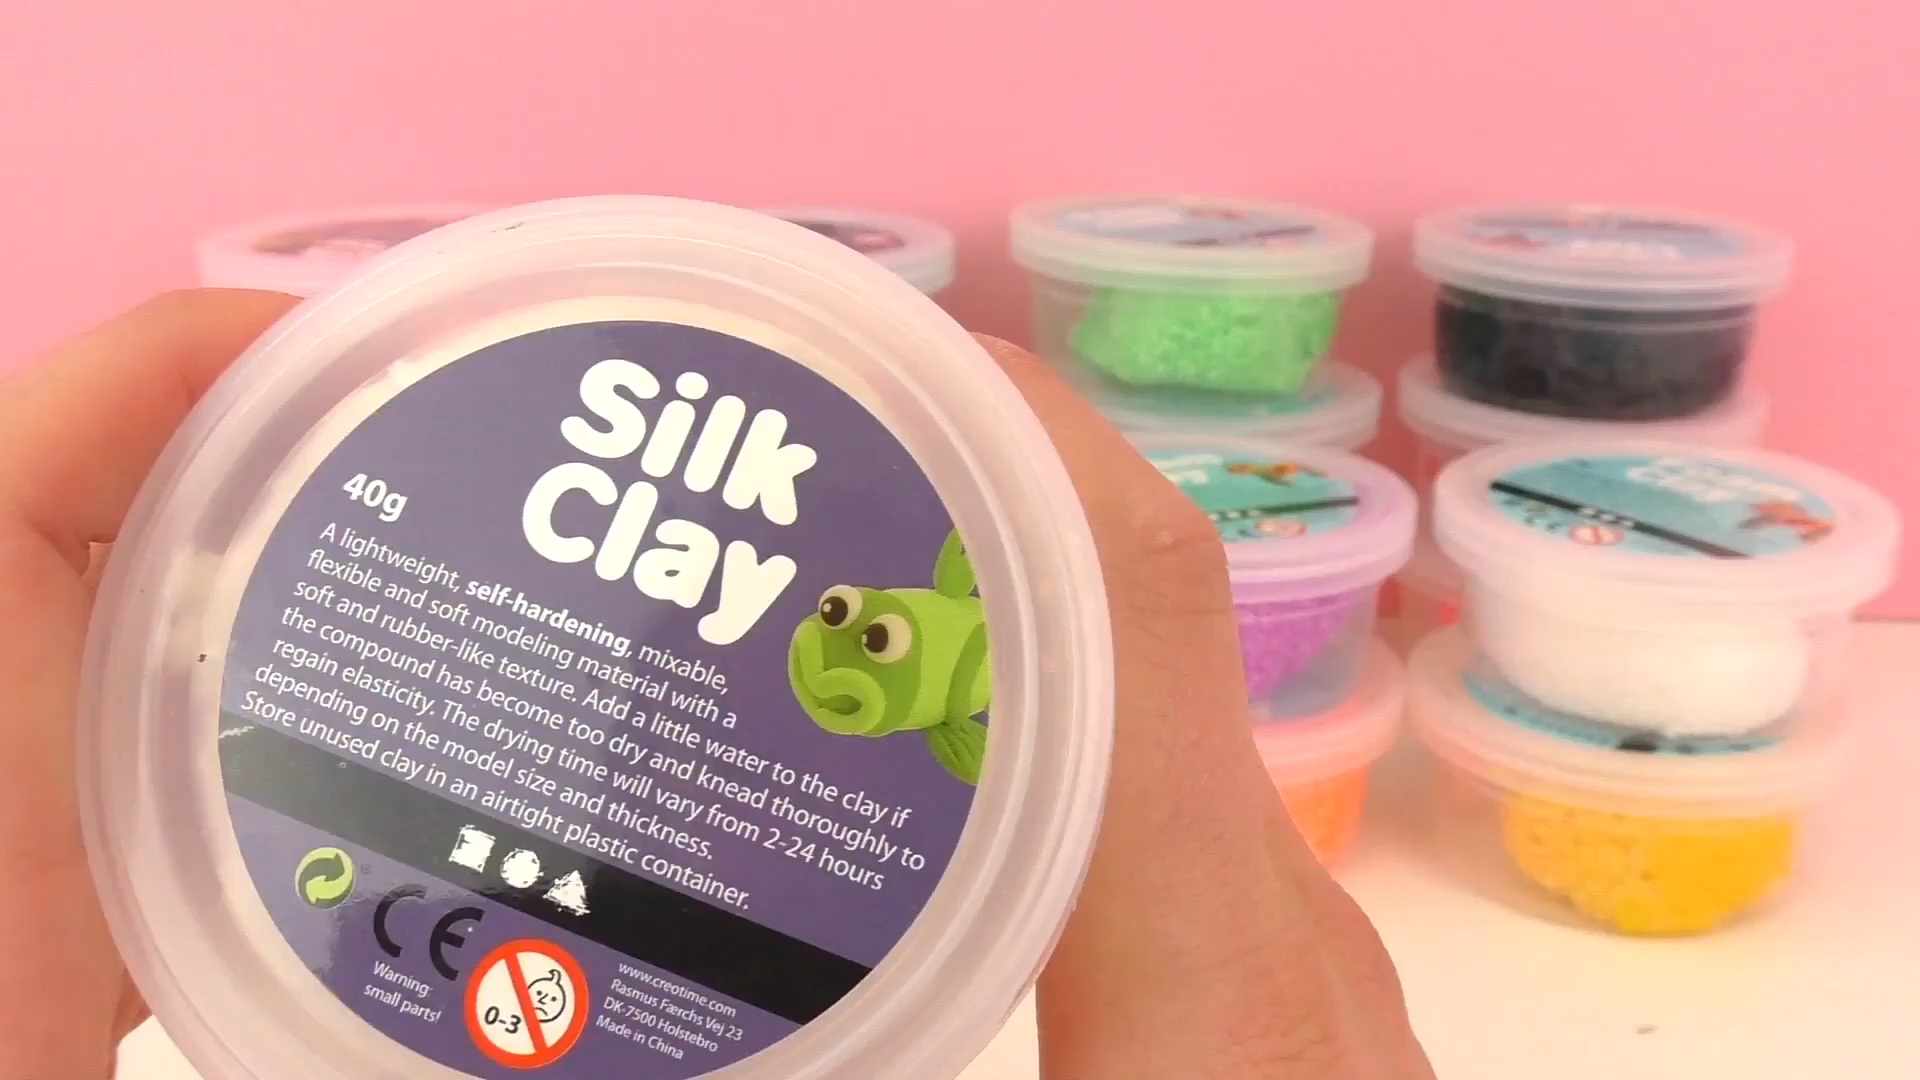 Silk
Clay
40g
A lightweight, self-hardening, mixable,
flexible and soft modeling material with a
soft and rubber-like texture. Add a little water to the clay if
the compound has become too dry and knead thoroughly to
regain elasticity. The drying time will vary from 2-24 hours
depending on the model size and thickness.
Store unused clay in an airtight plastic container.
CE
Warning:
small parts!
0-3
www.creotime.com
Rasmus Færchs Vej 23
DK-7500 Holstebro
Made in China
Clay